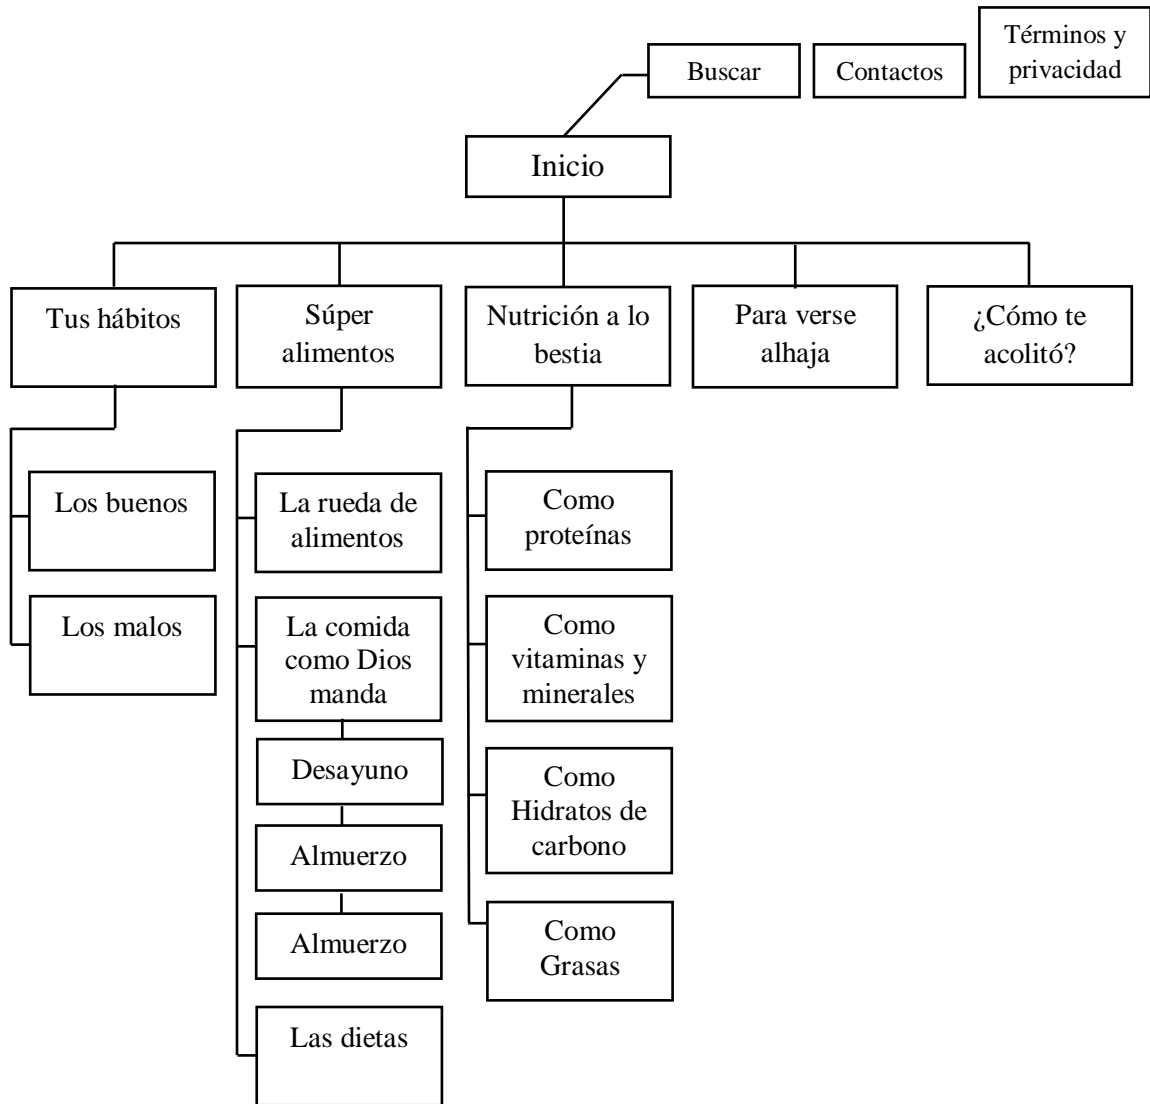 Buscar
Contactos
Términos y
privacidad
Inicio
Tus hábitos
Súper
alimentos
Nutrición a lo
bestia
Para verse
alhaja
¿Cómo te
acolitó?
Los buenos
Los malos
La rueda de
alimentos
La comida
como Dios
manda
Desayuno
Almuerzo
Almuerzo
Las dietas
Como
proteínas
Como
vitaminas y
minerales
Como
Hidratos de
carbono
Como
Grasas